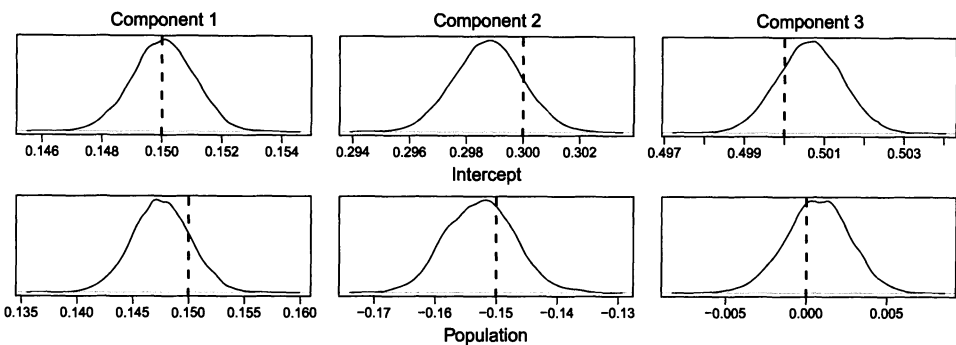 Component 1 Component 2 Component 3
0.146 0.148 0.150 0.152 0.154 0.294 0.296 0.298 0.300 0.302 0.497 0.499 0.501 0.503
Intercept
0.135 0.140 0.145 0.150 0.155 0.160 −0.17 −0.16 −0.15 −0.14 −0.13 −0.005 0.000 0.005
Population